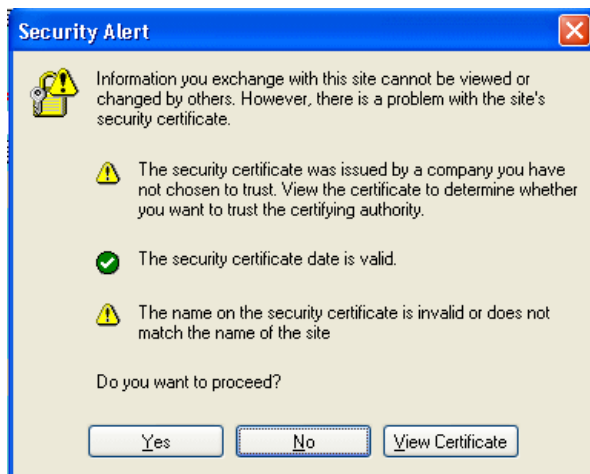 Security Alert
Information you exchange with this site cannot be viewed or
changed by others. However, there is a problem with the site's
security certificate.
The security certificate was issued by a company you have
not chosen to trust. View the certificate to determine whether
you want to trust the certifying authority.
The security certificate date is valid.
The name on the security certificate is invalid or does not
match the name of the site
Do you want to proceed?
Yes No View Certificate